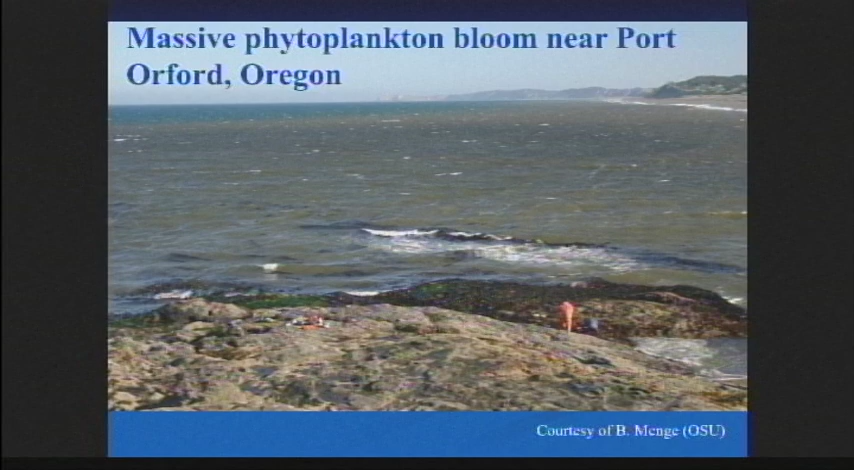 Massive phytoplankton bloom near Port
Orford, Oregon
Courtesy of B. Menge (OSU)